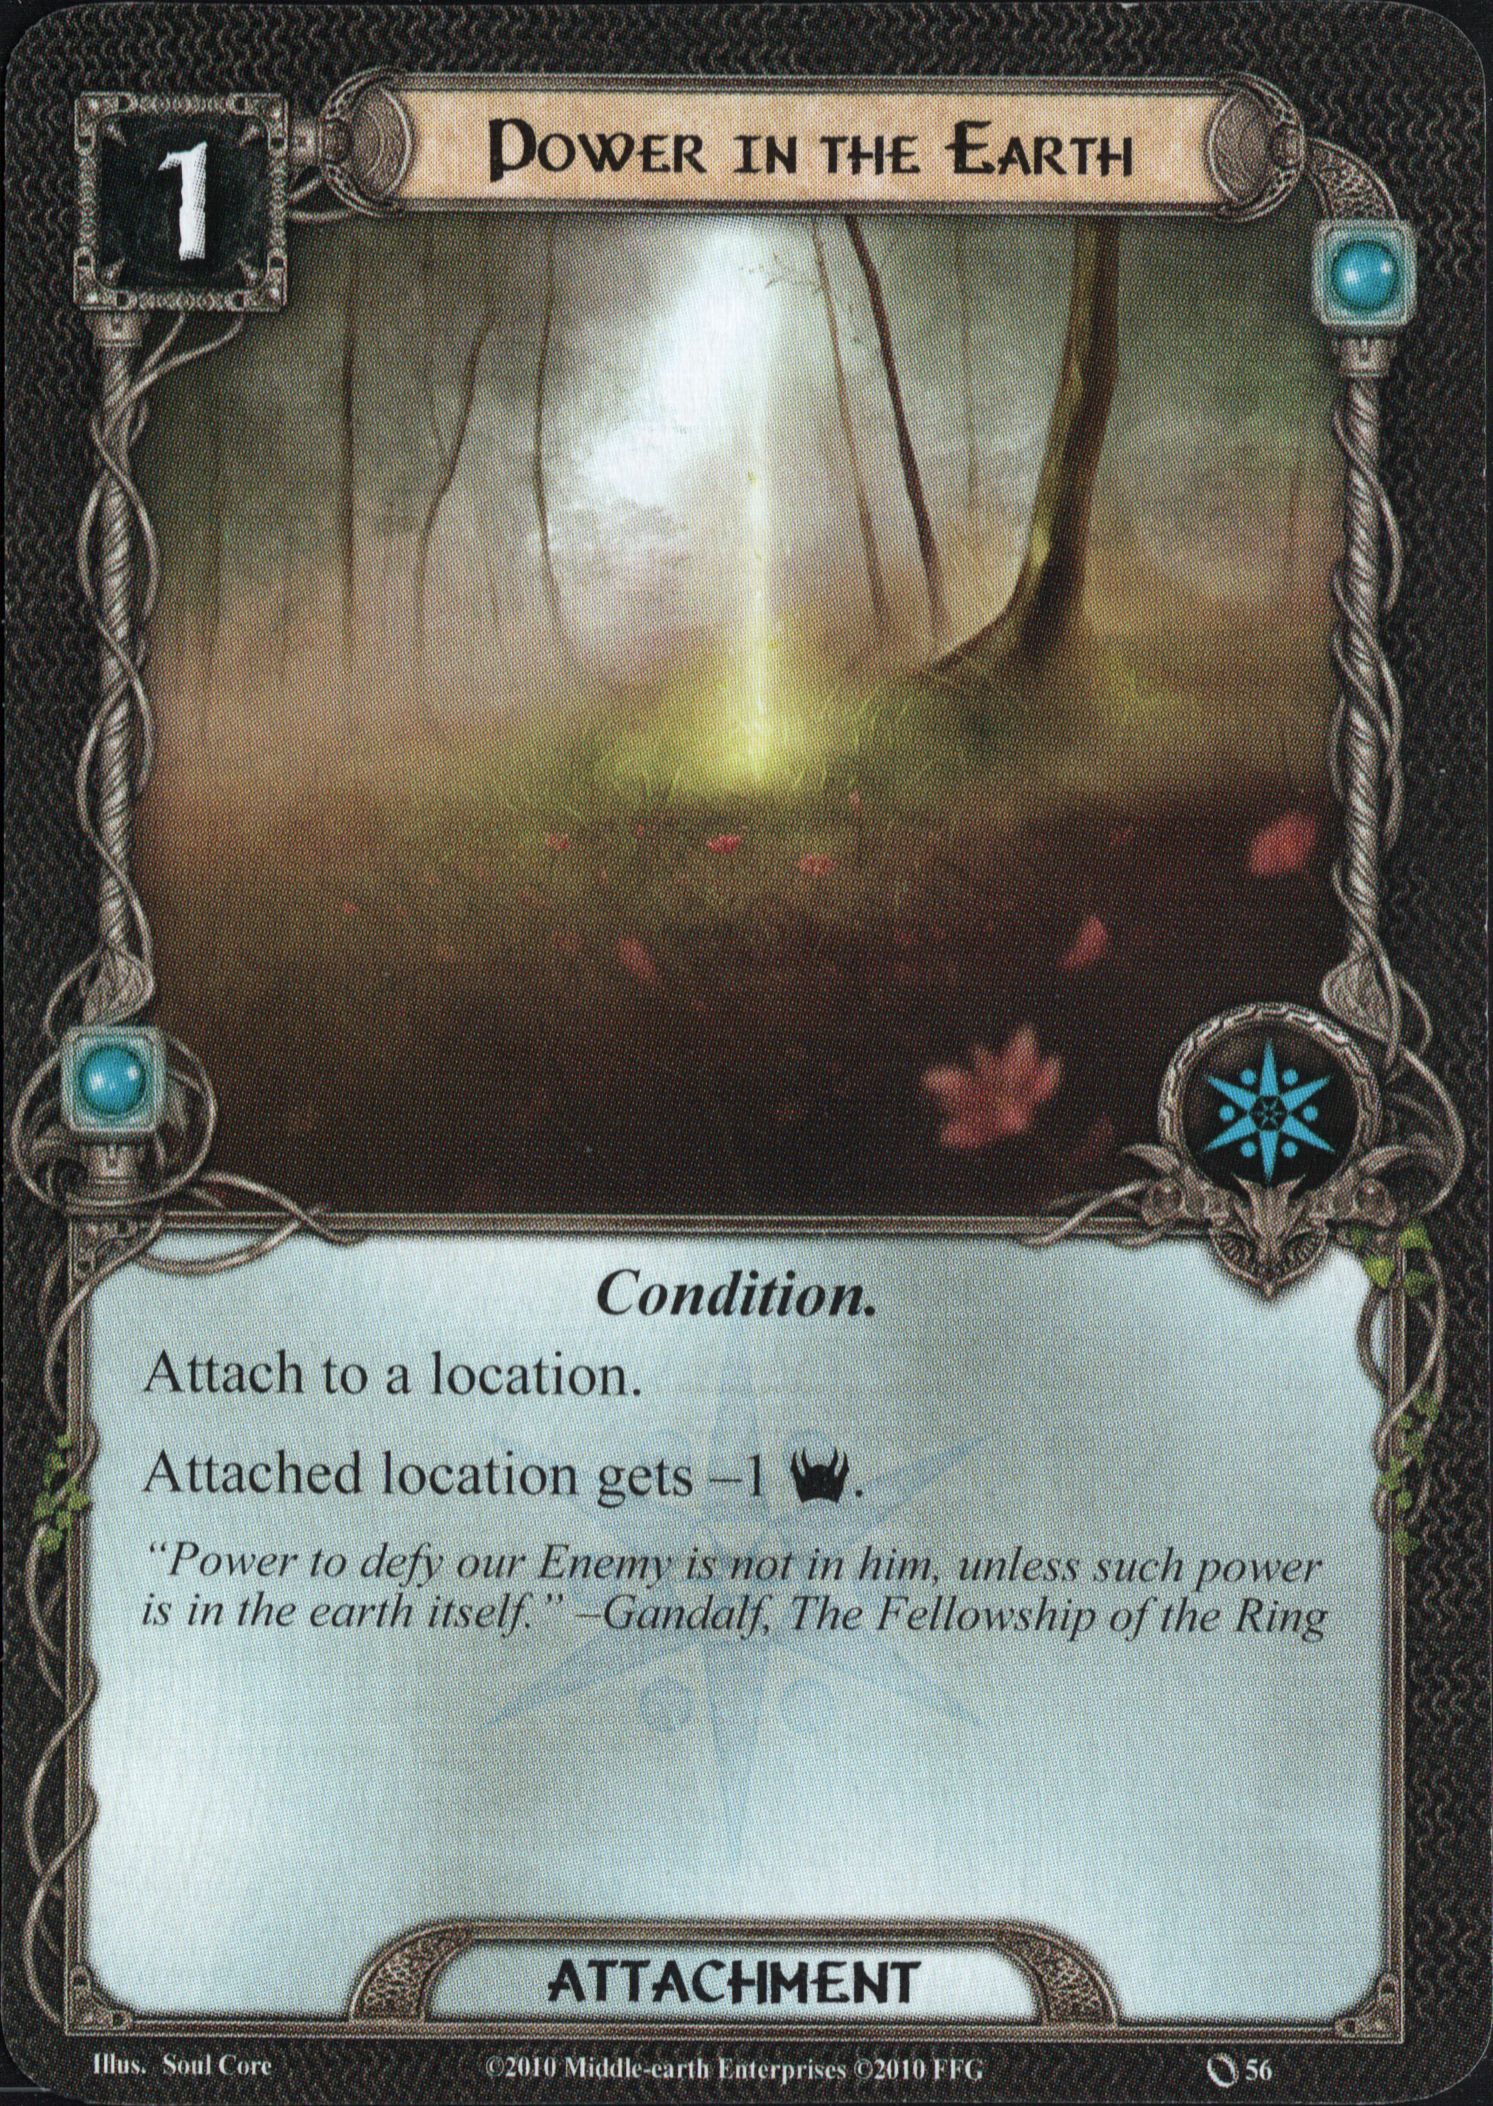 1
Power in the Earth
Condition.
Attach to a location.
Attached location gets –1 .
“Power to defy our Enemy is not in him, unless such power
is in the earth itself.” –Gandalf, The Fellowship of the Ring
ATTACHMENT
Illus. Soul Core
©2010 Middle-earth Enterprises ©2010 FFG
56